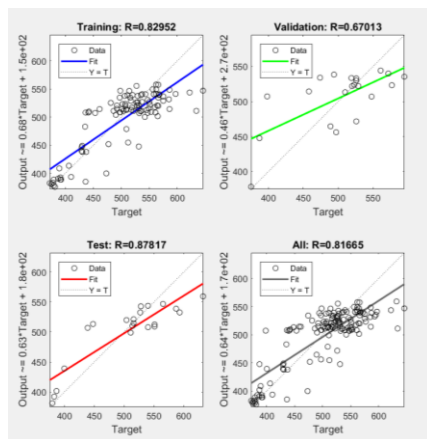 Training: R=0.82952
Output ~= 0.68*Target + 1.5e+02
600
550
500
450
400
Data
Fit
Y = T
400 450 500 550 600
Target
Validation: R=0.67013
Output ~= 0.46*Target + 2.7e+02
550
500
450
400
Data
Fit
Y = T
400 450 500 550
Target
Test: R=0.87817
Output ~= 0.63*Target + 1.8e+02
600
550
500
450
400
Data
Fit
Y = T
400 450 500 550 600
Target
All: R=0.81665
Output ~= 0.64*Target + 1.7e+02
600
550
500
450
400
Data
Fit
Y = T
400 450 500 550 600
Target